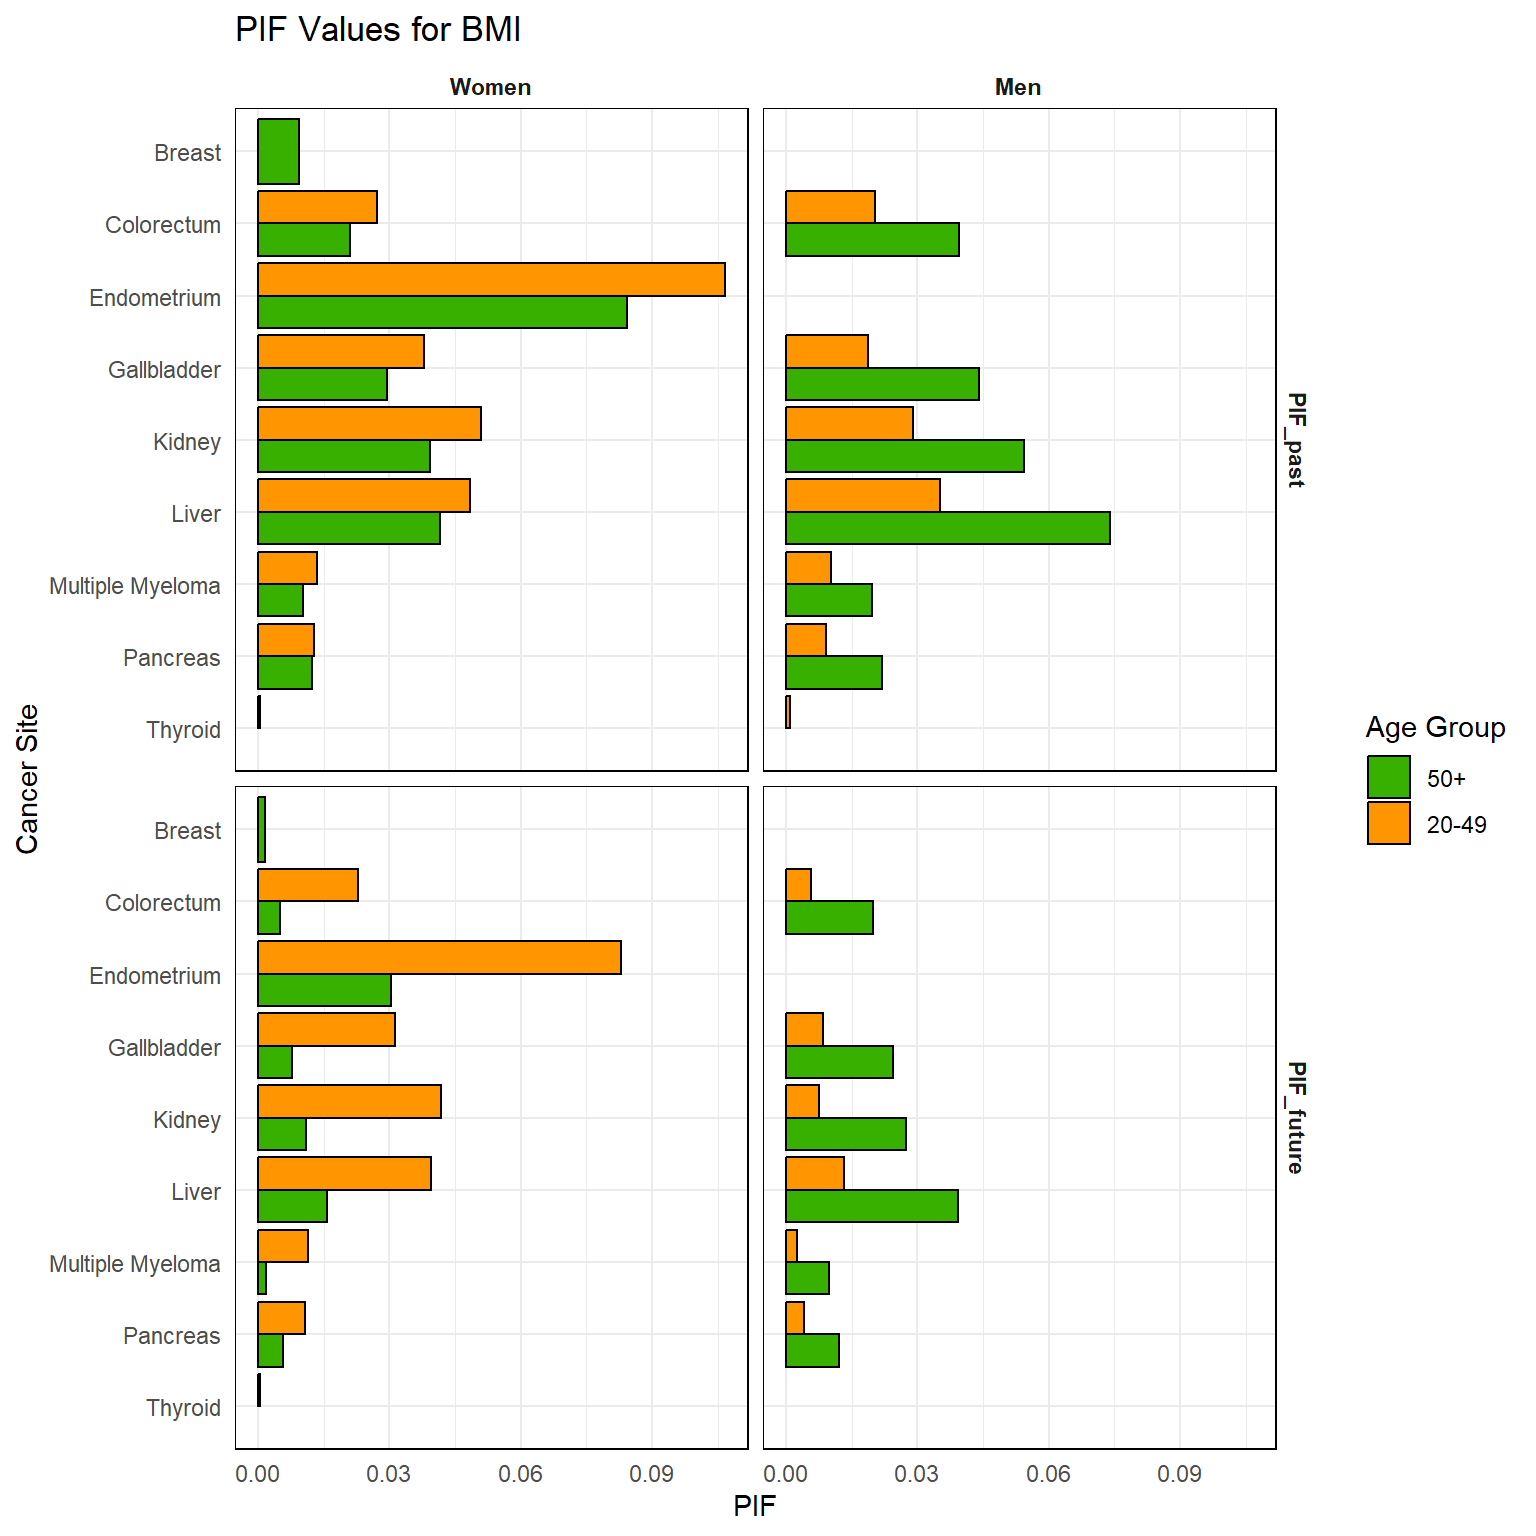 PIF Values for BMI
Women
Men
Breast
Colorectum
Endometrium
Gallbladder
Kidney
Liver
Multiple Myeloma
Pancreas
Thyroid
PIF_past
Breast
Colorectum
Endometrium
Gallbladder
Kidney
Liver
Multiple Myeloma
Pancreas
Thyroid
PIF_future
0.00 0.03 0.06 0.09
0.00 0.03 0.06 0.09
PIF
Cancer Site
Age Group
50+
20-49